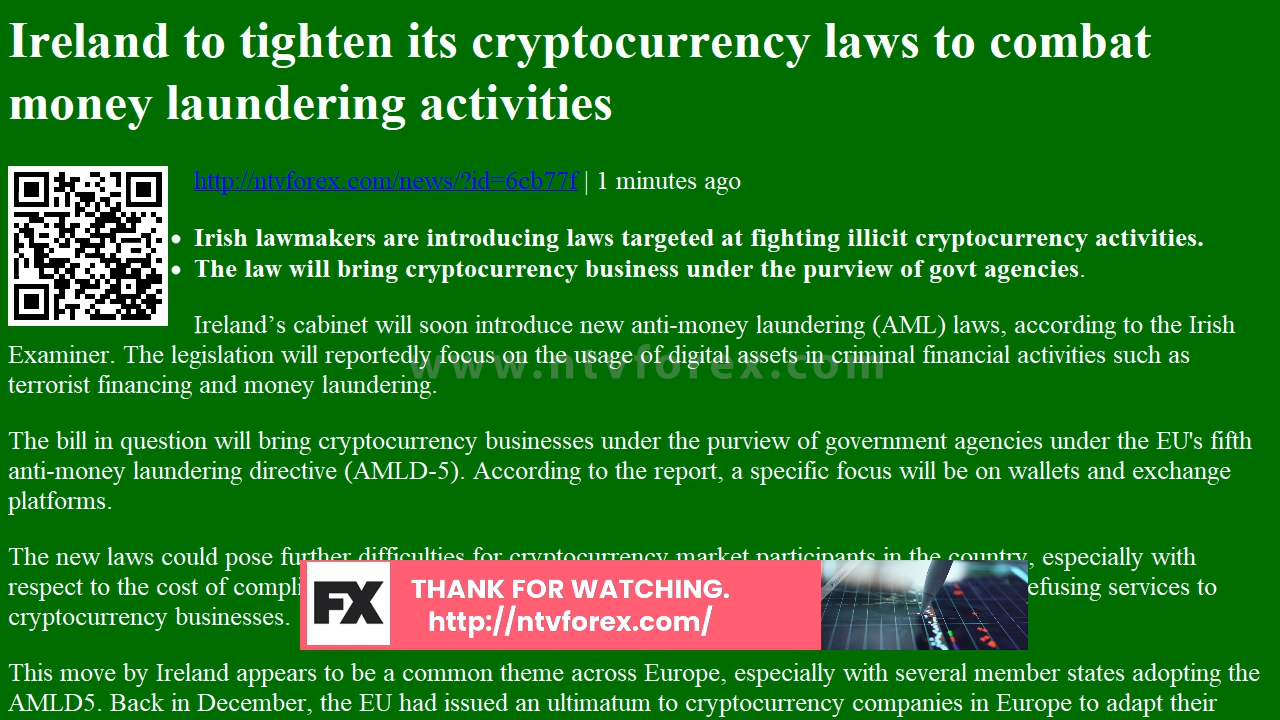 Ireland to tighten its cryptocurrency laws to combat
money laundering activities
http://ntvforex.com/news/?id=6cb77f | 1 minutes ago
• Irish lawmakers are introducing laws targeted at fighting illicit cryptocurrency activities.
• The law will bring cryptocurrency business under the purview of govt agencies.
Ireland’s cabinet will soon introduce new anti-money laundering (AML) laws, according to the Irish
Examiner. The legislation will reportedly focus on the usage of digital assets in criminal financial activities such as
www.ntvforex.com
terrorist financing and money laundering.
The bill in question will bring cryptocurrency businesses under the purview of government agencies under the EU's fifth
anti-money laundering directive (AMLD-5). According to the report, a specific focus will be on wallets and exchange
platforms.
The new laws could pose further difficulties for cryptocurrency market participants in the country, especially with
respect to the cost of services to
cryptocurrency businesses.
FX
THANK FOR WATCHING.
http://ntvforex.com/
This move by Ireland appears to be a common theme across Europe, especially with several member states adopting the
AMLD5. Back in December, the EU had issued an ultimatum to cryptocurrency companies in Europe to adapt their